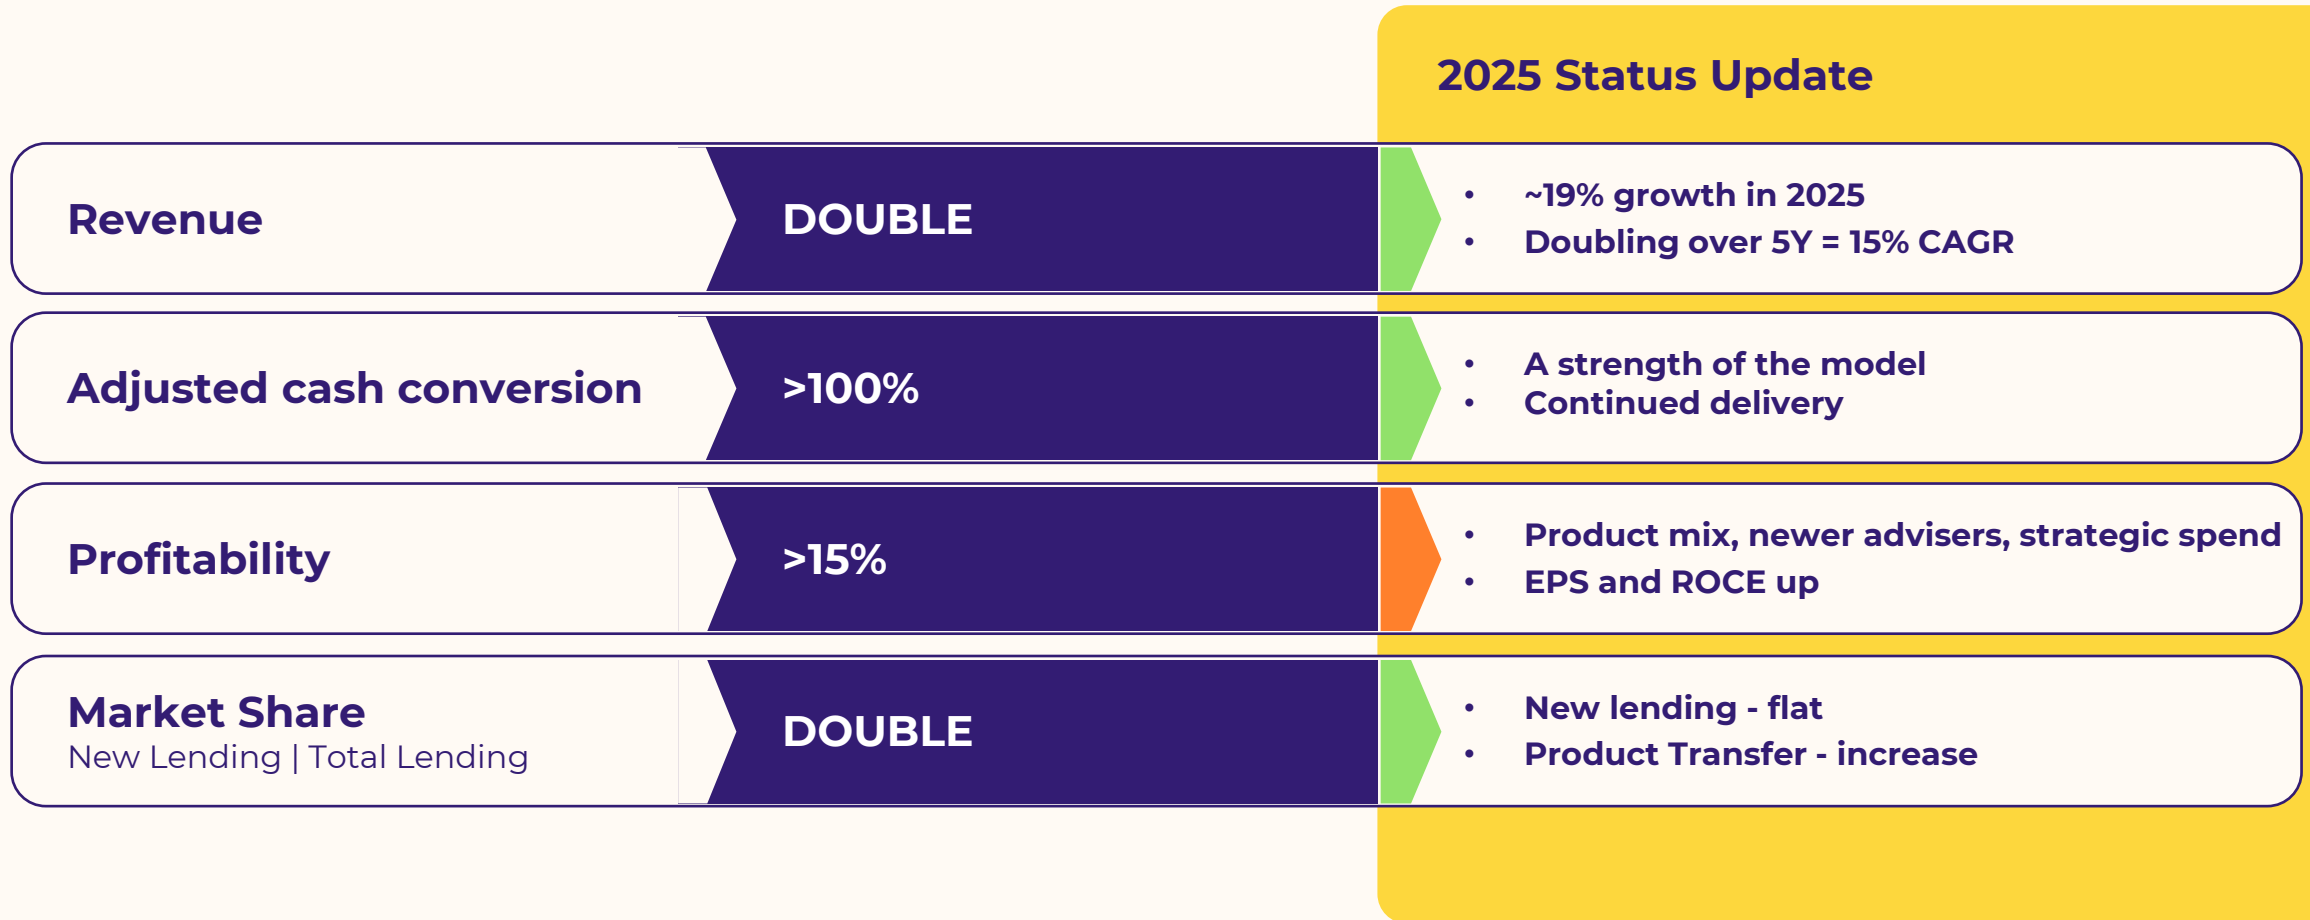 2025 Status Update
Revenue
DOUBLE
• ~19% growth in 2025
• Doubling over 5Y = 15% CAGR
Adjusted cash conversion
>100%
• A strength of the model
• Continued delivery
Profitability
>15%
• Product mix, newer advisers, strategic spend
• EPS and ROCE up
Market Share
New Lending | Total Lending
DOUBLE
• New lending - flat
• Product Transfer - increase